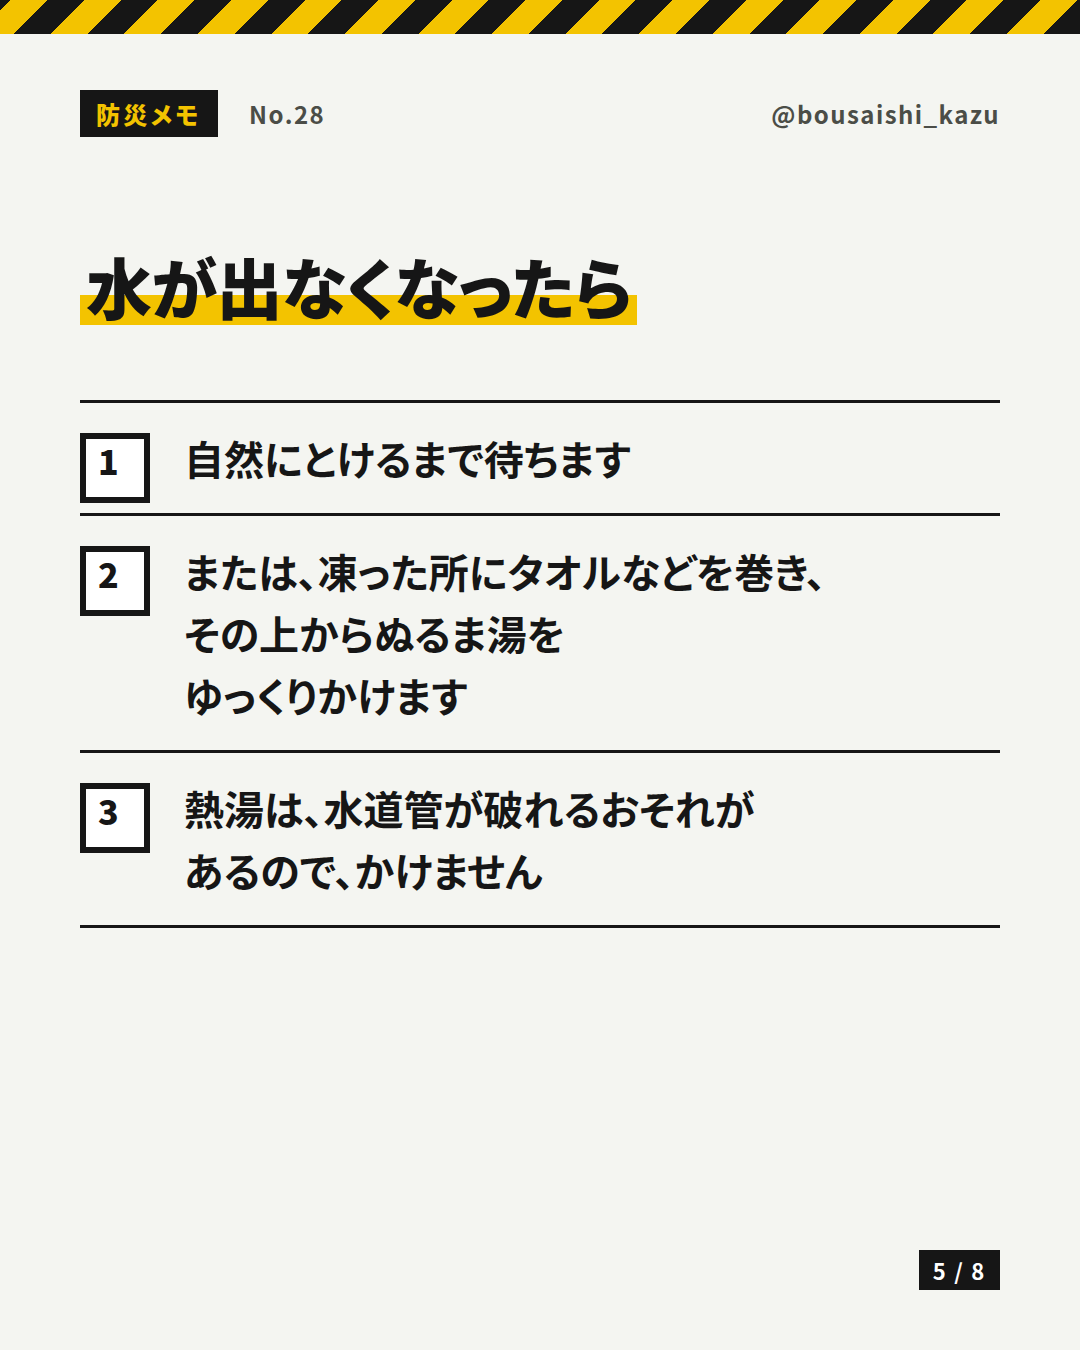 防災メモ No.28 @bousaishi_kazu
水が出なくなったら
1 自然にとけるまで待ちます
2 または、凍った所にタオルなどを巻き、
その上からぬるま湯を
ゆっくりかけます
3 熱湯は、水道管が破れるおそれが
あるので、かけません
5 / 8